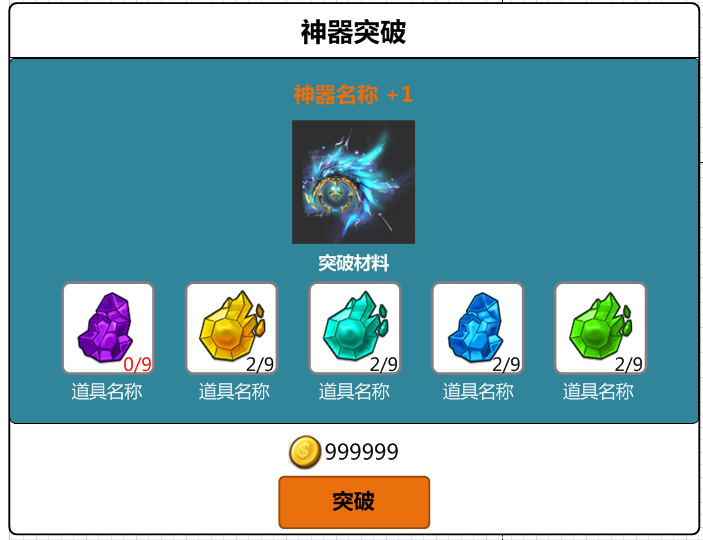 神器突破
神器名称 +1
突破材料
0/9 2/9 2/9 2/9 2/9
道具名称 道具名称 道具名称 道具名称 道具名称
999999
突破